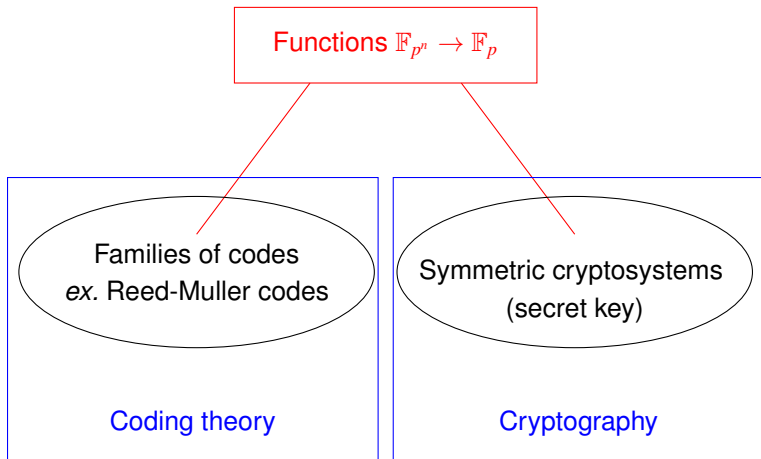 Functions 𝔽_{p^n} → 𝔽_p
Families of codes
ex. Reed-Muller codes
Symmetric cryptosystems
(secret key)
Coding theory
Cryptography